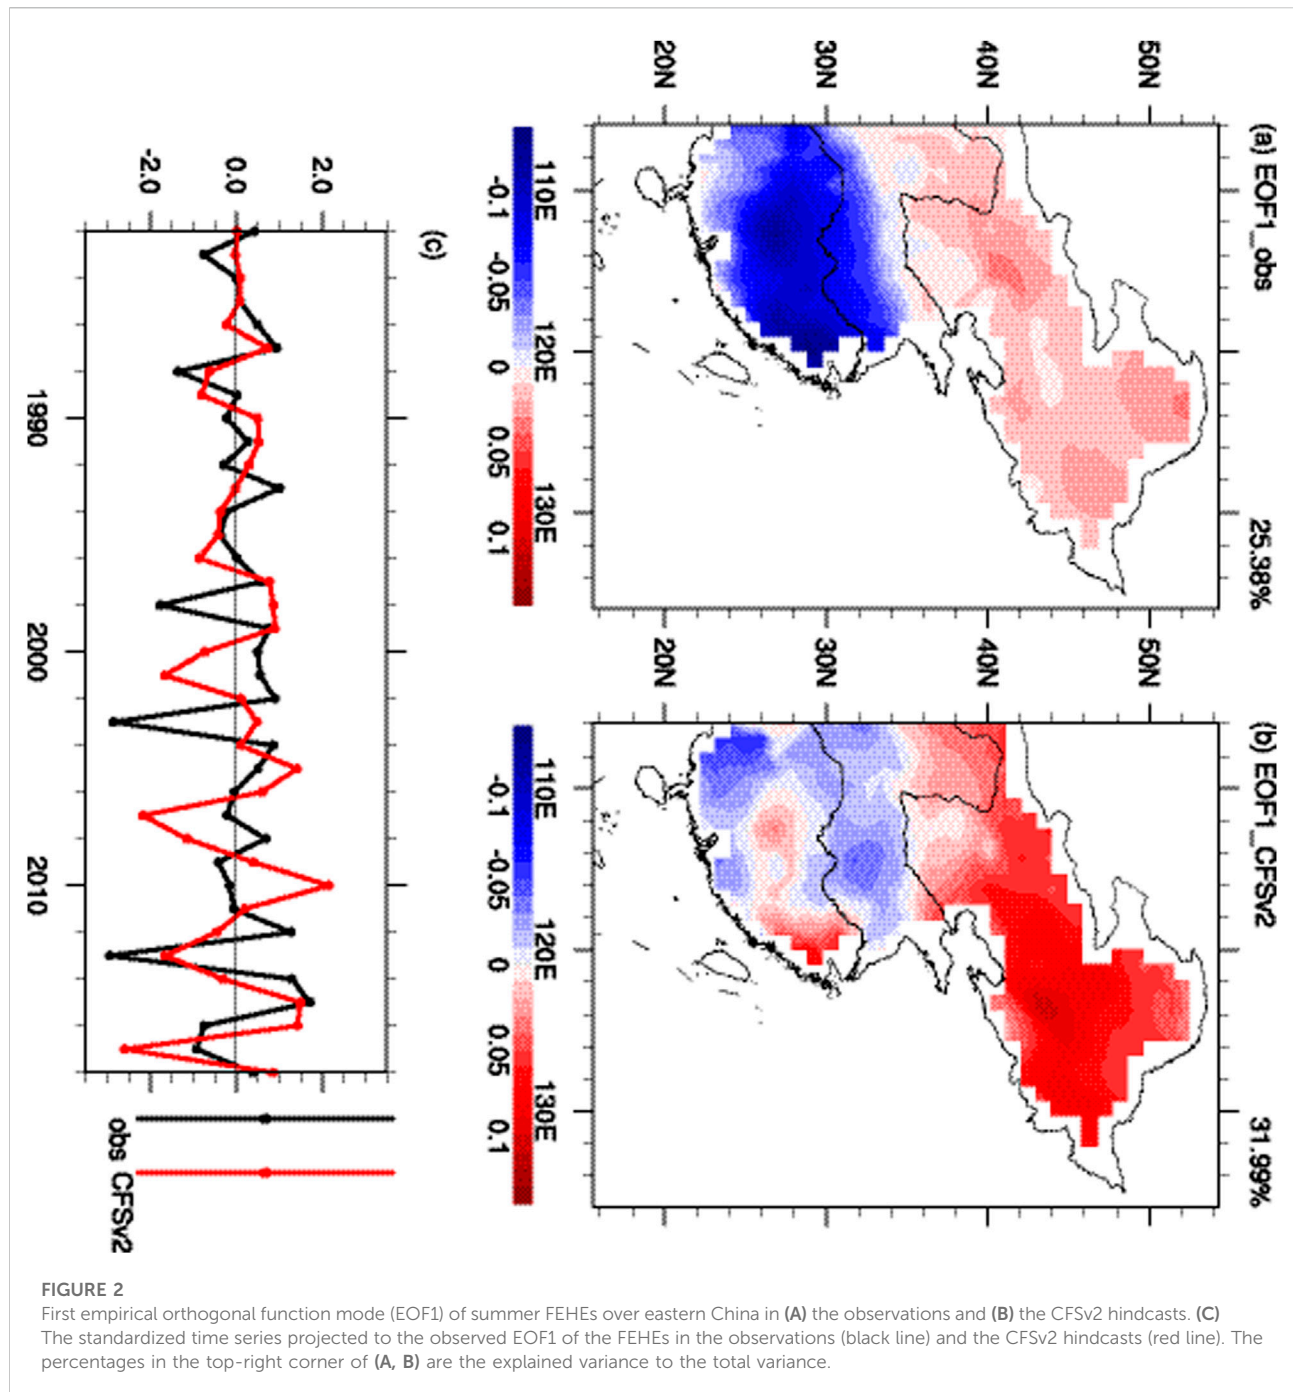 (a) EOF1_obs
25.38%
50N
40N
30N
20N
110E
120E
130E
-0.1
-0.05
0
0.05
0.1
(b) EOF1_CFSv2
31.99%
50N
40N
30N
20N
110E
120E
130E
-0.1
-0.05
0
0.05
0.1
(c)
2.0
0.0
-2.0
1990
2000
2010
obs
CFSv2
FIGURE 2
First empirical orthogonal function mode (EOF1) of summer FEHEs over eastern China in (A) the observations and (B) the CFSv2 hindcasts. (C)
The standardized time series projected to the observed EOF1 of the FEHEs in the observations (black line) and the CFSv2 hindcasts (red line). The
percentages in the top-right corner of (A, B) are the explained variance to the total variance.